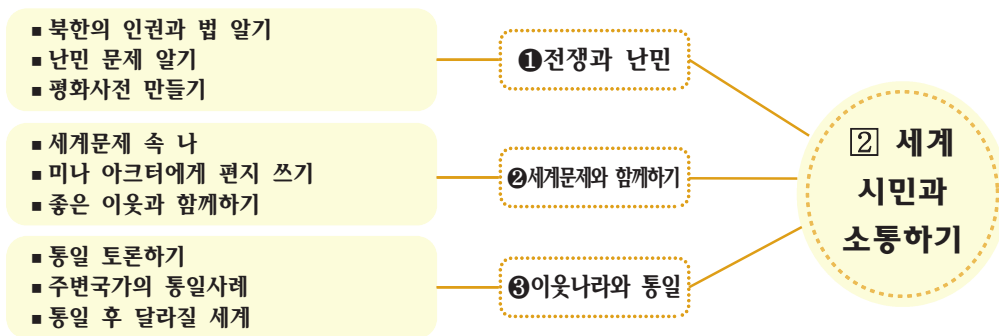 ■ 북한의 인권과 법 알기
■ 난민 문제 알기
■ 평화사전 만들기
❶전쟁과 난민
■ 세계문제 속 나
■ 미나 아크터에게 편지 쓰기
■ 좋은 이웃과 함께하기
❷세계문제와 함께하기
■ 통일 토론하기
■ 주변국가의 통일사례
■ 통일 후 달라질 세계
❸이웃나라와 통일
2 세계
시민과
소통하기